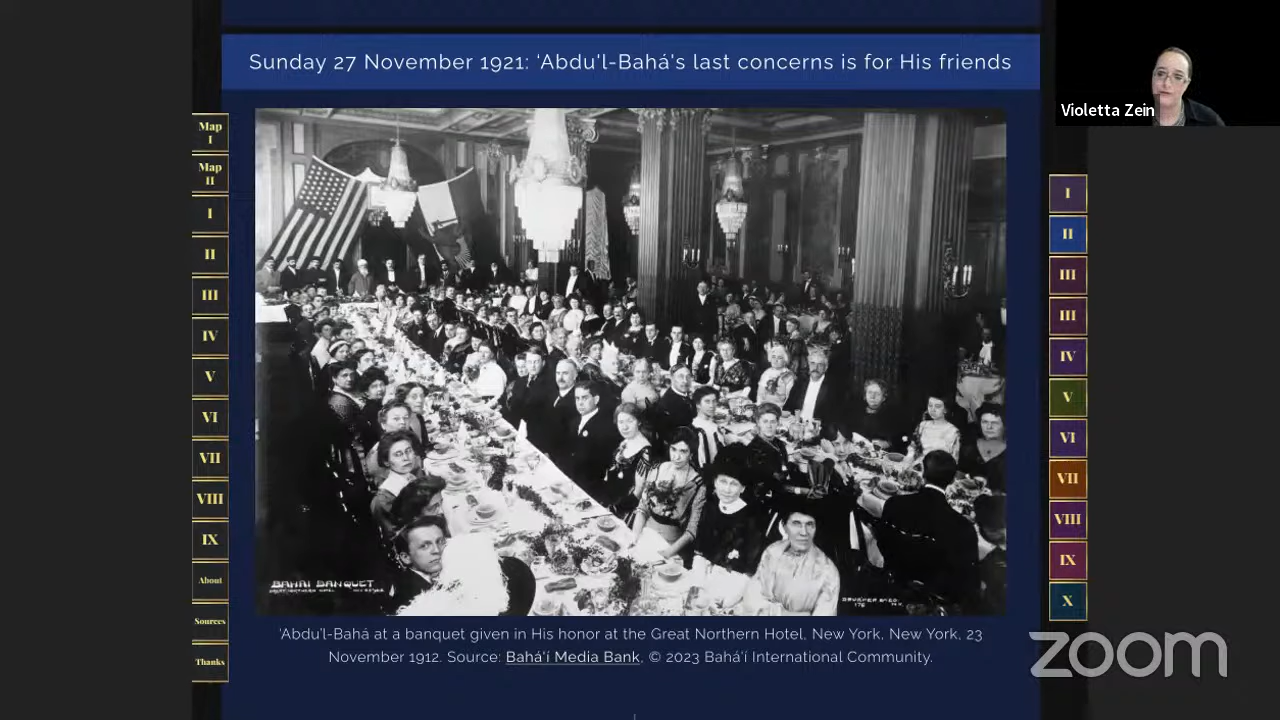 Sunday 27 November 1921: ‘Abdu'l-Bahá's last concerns is for His friends
Violetta Zein
Map
I
Map
II
I
II
III
IV
V
VI
VII
VIII
IX
About
Sources
Thanks
I
II
III
III
IV
V
VI
VII
VIII
IX
X
BAHAI BANQUET
GREAT NORTHERN HOTEL
‘Abdu'l-Bahá at a banquet given in His honor at the Great Northern Hotel, New York, New York, 23
November 1912. Source: Bahá'í Media Bank, © 2023 Bahá'í International Community.
zoom